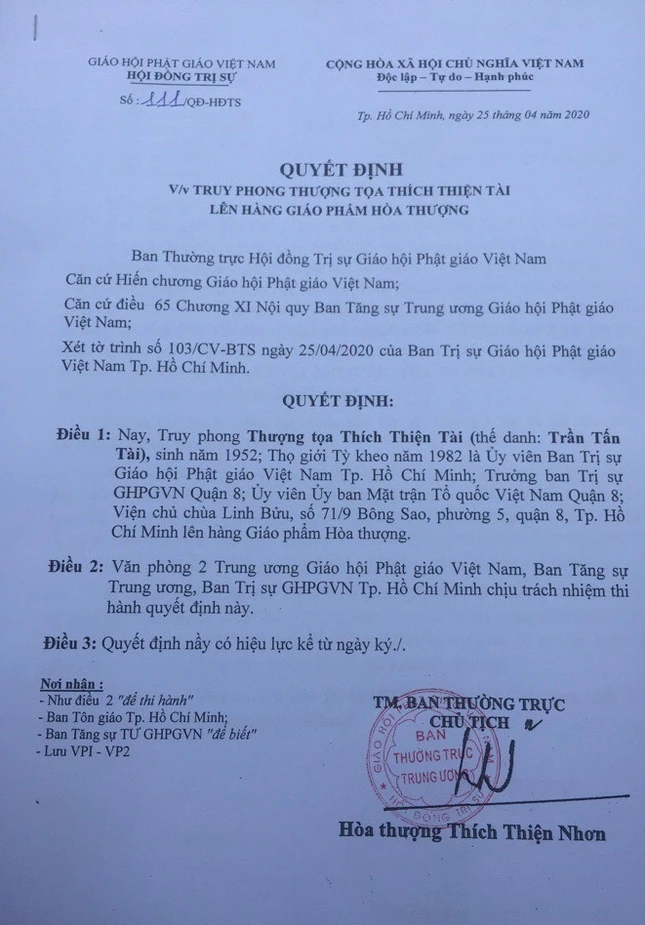 GIÁO HỘI PHẬT GIÁO VIỆT NAM
HỘI ĐỒNG TRỊ SỰ
Số : 111/QĐ-HĐTS
CỘNG HÒA XÃ HỘI CHỦ NGHĨA VIỆT NAM
Độc lập – Tự do – Hạnh phúc
Tp. Hồ Chí Minh, ngày 25 tháng 04 năm 2020
QUYẾT ĐỊNH
V/v TRUY PHONG THƯỢNG TỌA THÍCH THIỆN TÀI
LÊN HÀNG GIÁO PHẨM HÒA THƯỢNG
Ban Thường trực Hội đồng Trị sự Giáo hội Phật giáo Việt Nam
Căn cứ Hiến chương Giáo hội Phật giáo Việt Nam;
Căn cứ điều 65 Chương XI Nội quy Ban Tăng sự Trung ương Giáo hội Phật giáo
Việt Nam;
Xét tờ trình số 103/CV-BTS ngày 25/04/2020 của Ban Trị sự Giáo hội Phật giáo
Việt Nam Tp. Hồ Chí Minh.
QUYẾT ĐỊNH:
Điều 1: Nay, Truy phong Thượng tọa Thích Thiện Tài (thế danh: Trần Tấn
Tài), sinh năm 1952; Thọ giới Tỳ kheo năm 1982 là Ủy viên Ban Trị sự
Giáo hội Phật giáo Việt Nam Tp. Hồ Chí Minh; Trưởng ban Trị sự
GHPGVN Quận 8; Ủy viên Ủy ban Mặt trận Tổ quốc Việt Nam Quận 8;
Viện chủ chùa Linh Bửu, số 71/9 Bông Sao, phường 5, quận 8, Tp. Hồ
Chí Minh lên hàng Giáo phẩm Hòa thượng.
Điều 2: Văn phòng 2 Trung ương Giáo hội Phật giáo Việt Nam, Ban Tăng sự
Trung ương, Ban Trị sự GHPGVN Tp. Hồ Chí Minh chịu trách nhiệm thi
hành quyết định này.
Điều 3: Quyết định nầy có hiệu lực kể từ ngày ký./.
Nơi nhận :
- Như điều 2 "để thi hành"
- Ban Tôn giáo Tp. Hồ Chí Minh;
- Ban Tăng sự TƯ GHPGVN "để biết"
- Lưu VPI - VP2
TM. BAN THƯỜNG TRỰC
CHỦ TỊCH
BAN
THƯỜNG TRỰC
TRUNG ƯƠNG
HỘI ĐỒNG TRỊ SỰ
Hòa thượng Thích Thiện Nhơn